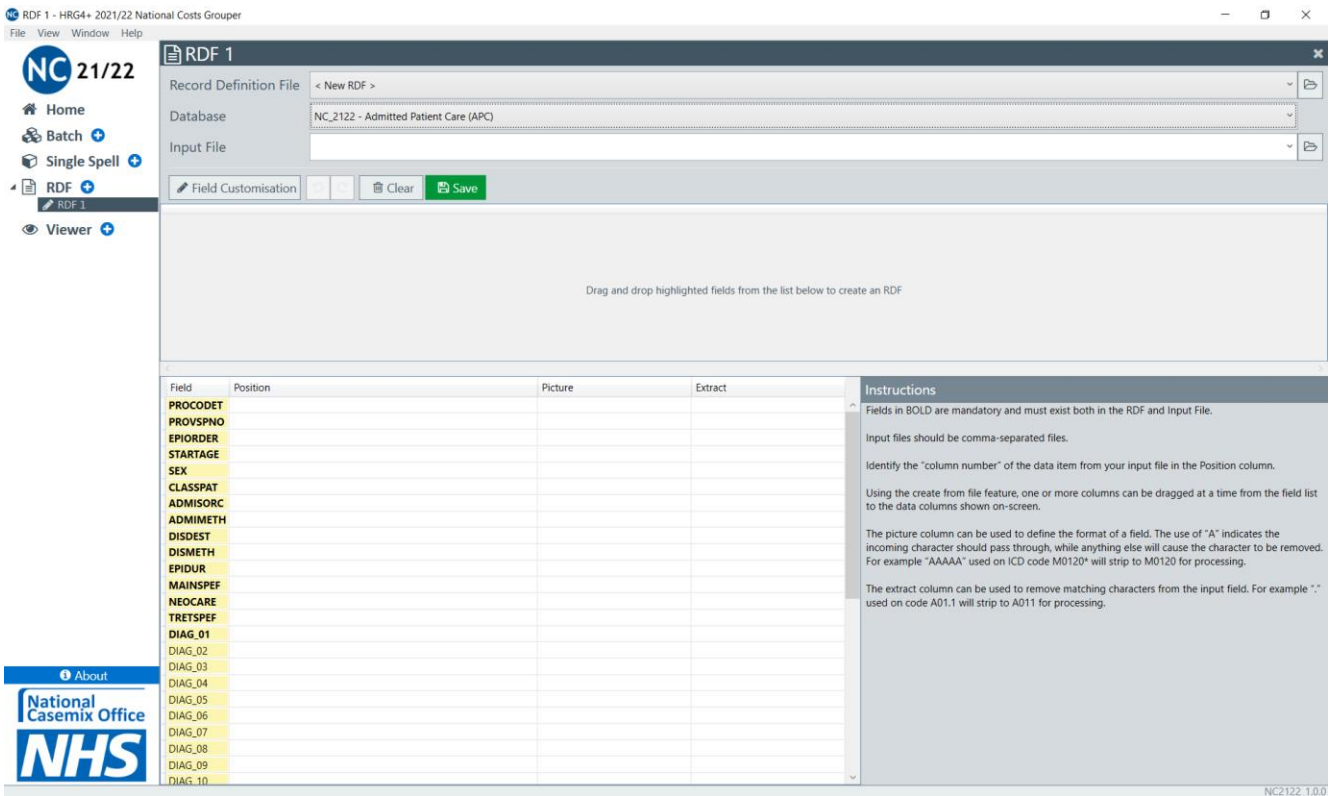 NC RDF 1 - HRG4+ 2021/22 National Costs Grouper
File View Window Help
NC 21/22
Home
Batch
Single Spell
RDF
RDF 1
Viewer
About
National
Casemix Office
NHS
RDF 1
Record Definition File < New RDF >
Database NC_2122 - Admitted Patient Care (APC)
Input File
Field Customisation Clear Save
Drag and drop highlighted fields from the list below to create an RDF
Field Position Picture Extract
PROCODET
PROVSPNO
EPIORDER
STARTAGE
SEX
CLASSPAT
ADMISORC
ADMIMETH
DISDEST
DISMETH
EPIDUR
MAINSPEF
NEOCARE
TRETSPEF
DIAG_01
DIAG_02
DIAG_03
DIAG_04
DIAG_05
DIAG_06
DIAG_07
DIAG_08
DIAG_09
DIAG_10
Instructions
Fields in BOLD are mandatory and must exist both in the RDF and Input File.
Input files should be comma-separated files.
Identify the "column number" of the data item from your input file in the Position column.
Using the create from file feature, one or more columns can be dragged at a time from the field list
to the data columns shown on-screen.
The picture column can be used to define the format of a field. The use of "A" indicates the
incoming character should pass through, while anything else will cause the character to be removed.
For example "AAAAA" used on ICD code M0120* will strip to M0120 for processing.
The extract column can be used to remove matching characters from the input field. For example "."
used on code A01.1 will strip to A011 for processing.
NC2122 1.0.0